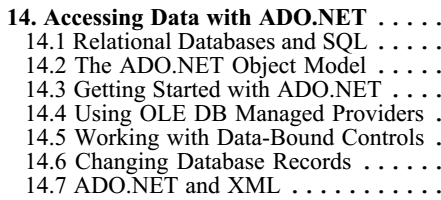 14. Accessing Data with ADO.NET . . . . .
14.1 Relational Databases and SQL . . . . .
14.2 The ADO.NET Object Model . . . . .
14.3 Getting Started with ADO.NET . . . .
14.4 Using OLE DB Managed Providers .
14.5 Working with Data-Bound Controls .
14.6 Changing Database Records . . . . . .
14.7 ADO.NET and XML . . . . . . . . . . .